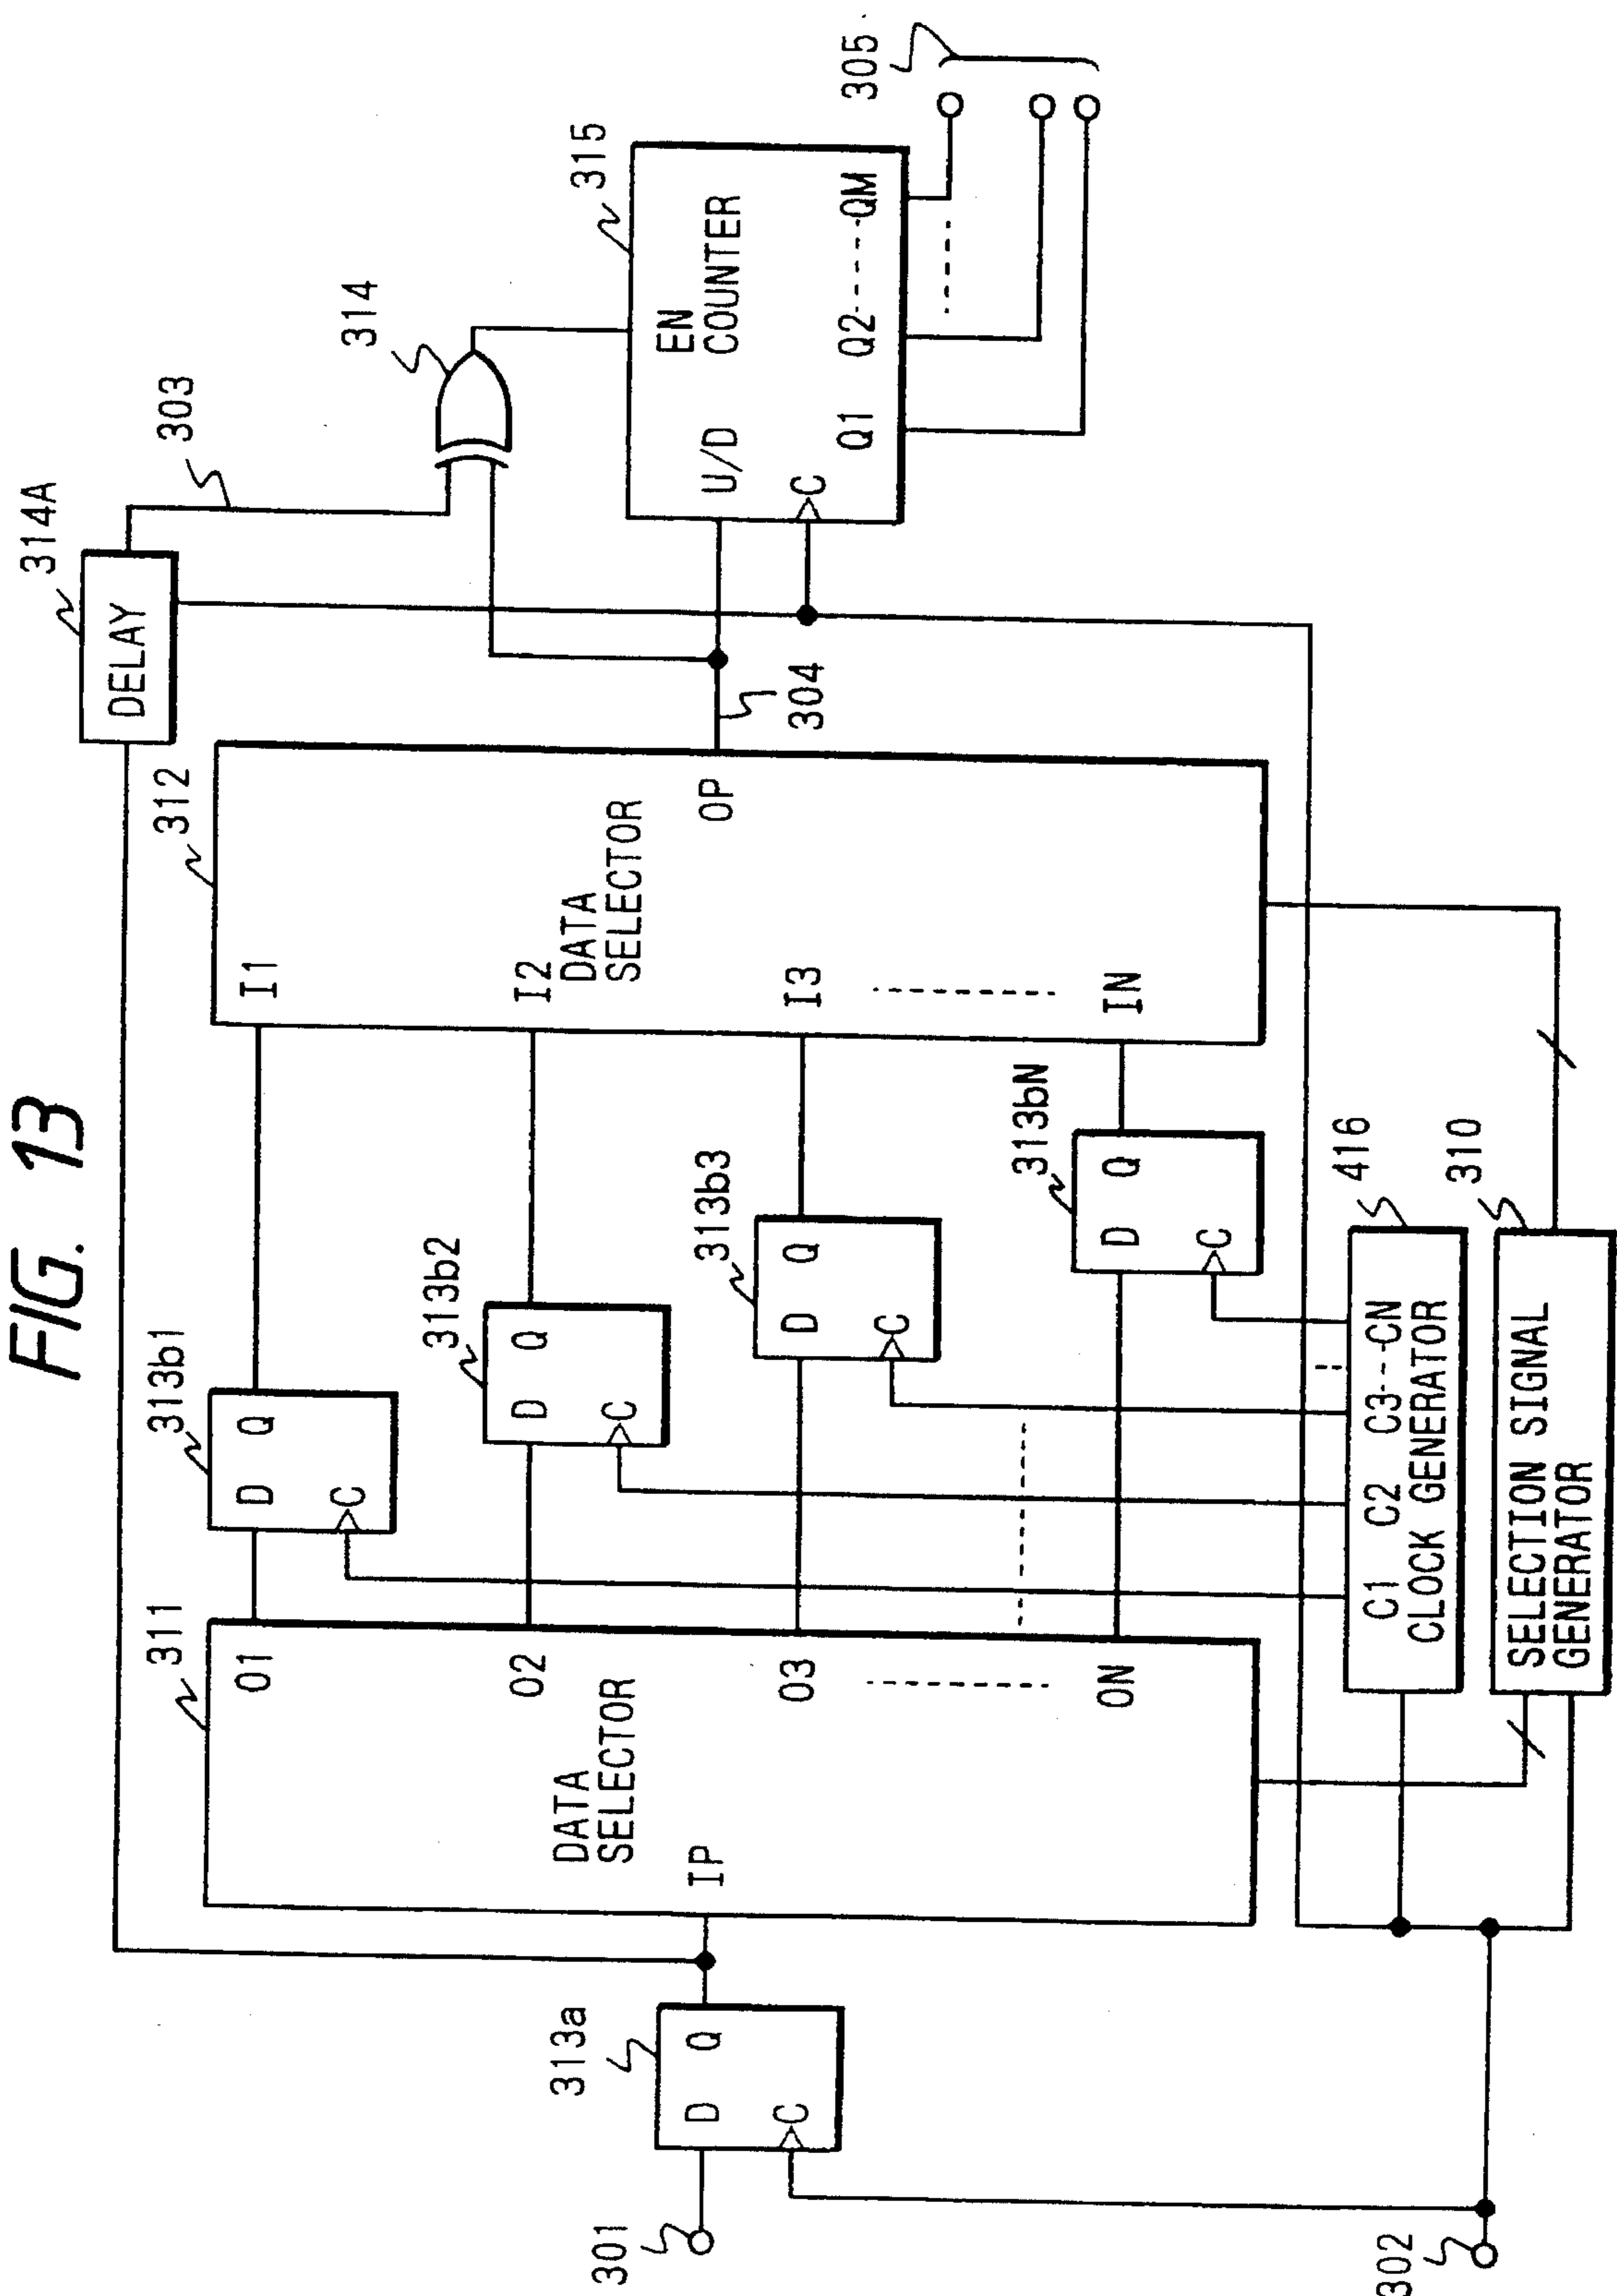 FIG. 13
301
302
313a
D Q
C
311
IP
DATA
SELECTOR
O1
O2
O3
ON
313b1
D Q
C
313b2
D Q
C
313b3
D Q
C
313bN
D Q
C
C1 C2 C3---CN
CLOCK GENERATOR
416
SELECTION SIGNAL
GENERATOR
310
312
I1
I2
I3
IN
DATA
SELECTOR
OP
304
314A
DELAY
303
314
315
EN
COUNTER
U/D
C
Q1 Q2-----QM
305